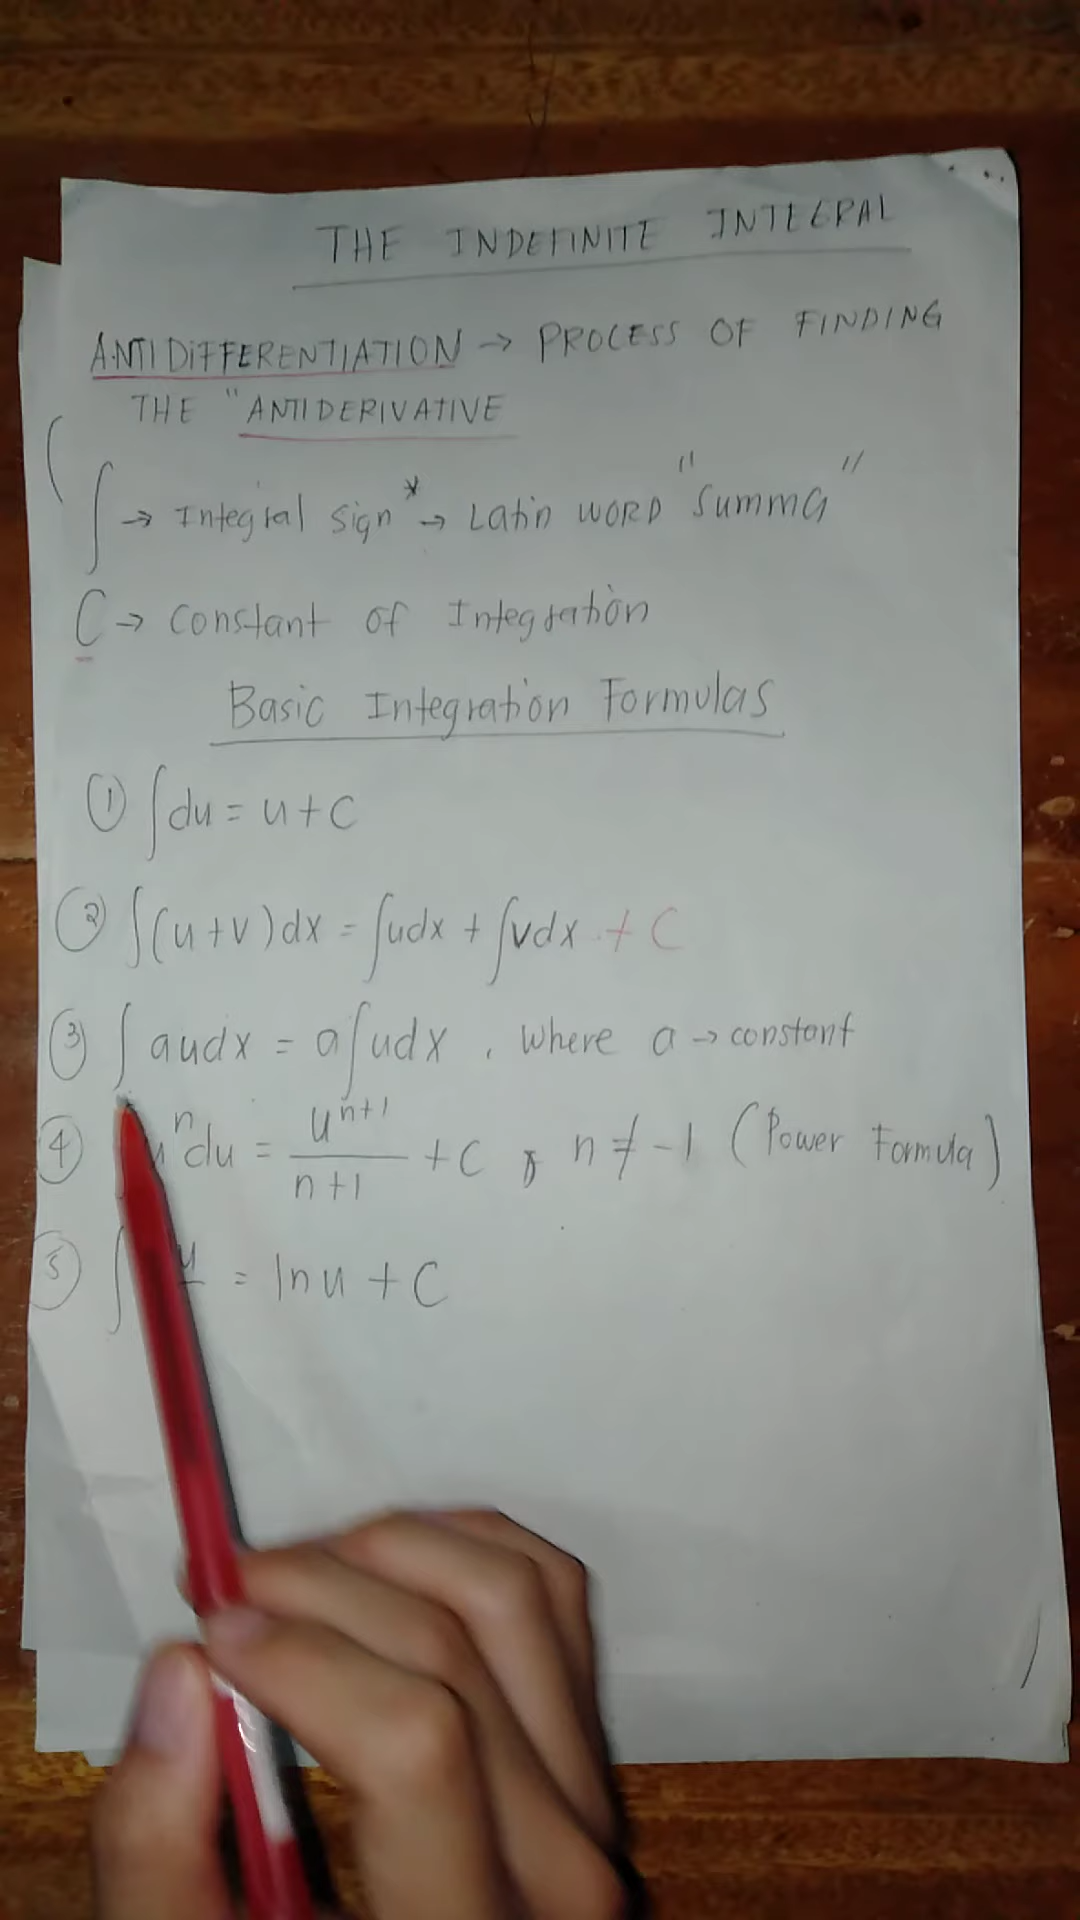 THE INDEFINITE INTEGRAL
ANTIDIFFERENTIATION → PROCESS OF FINDING
THE "ANTIDERIVATIVE
∫ → Integral sign* → Latin WORD "summa"
C → constant of Integration
Basic Integration Formulas
① ∫du = u + C
② ∫(u+v)dx = ∫udx + ∫vdx + C
③ ∫audx = a∫udx , where a → constant
④ u^n du = u^(n+1)/(n+1) + C , n ≠ -1 (Power Formula)
⑤ ∫ u = ln u + C